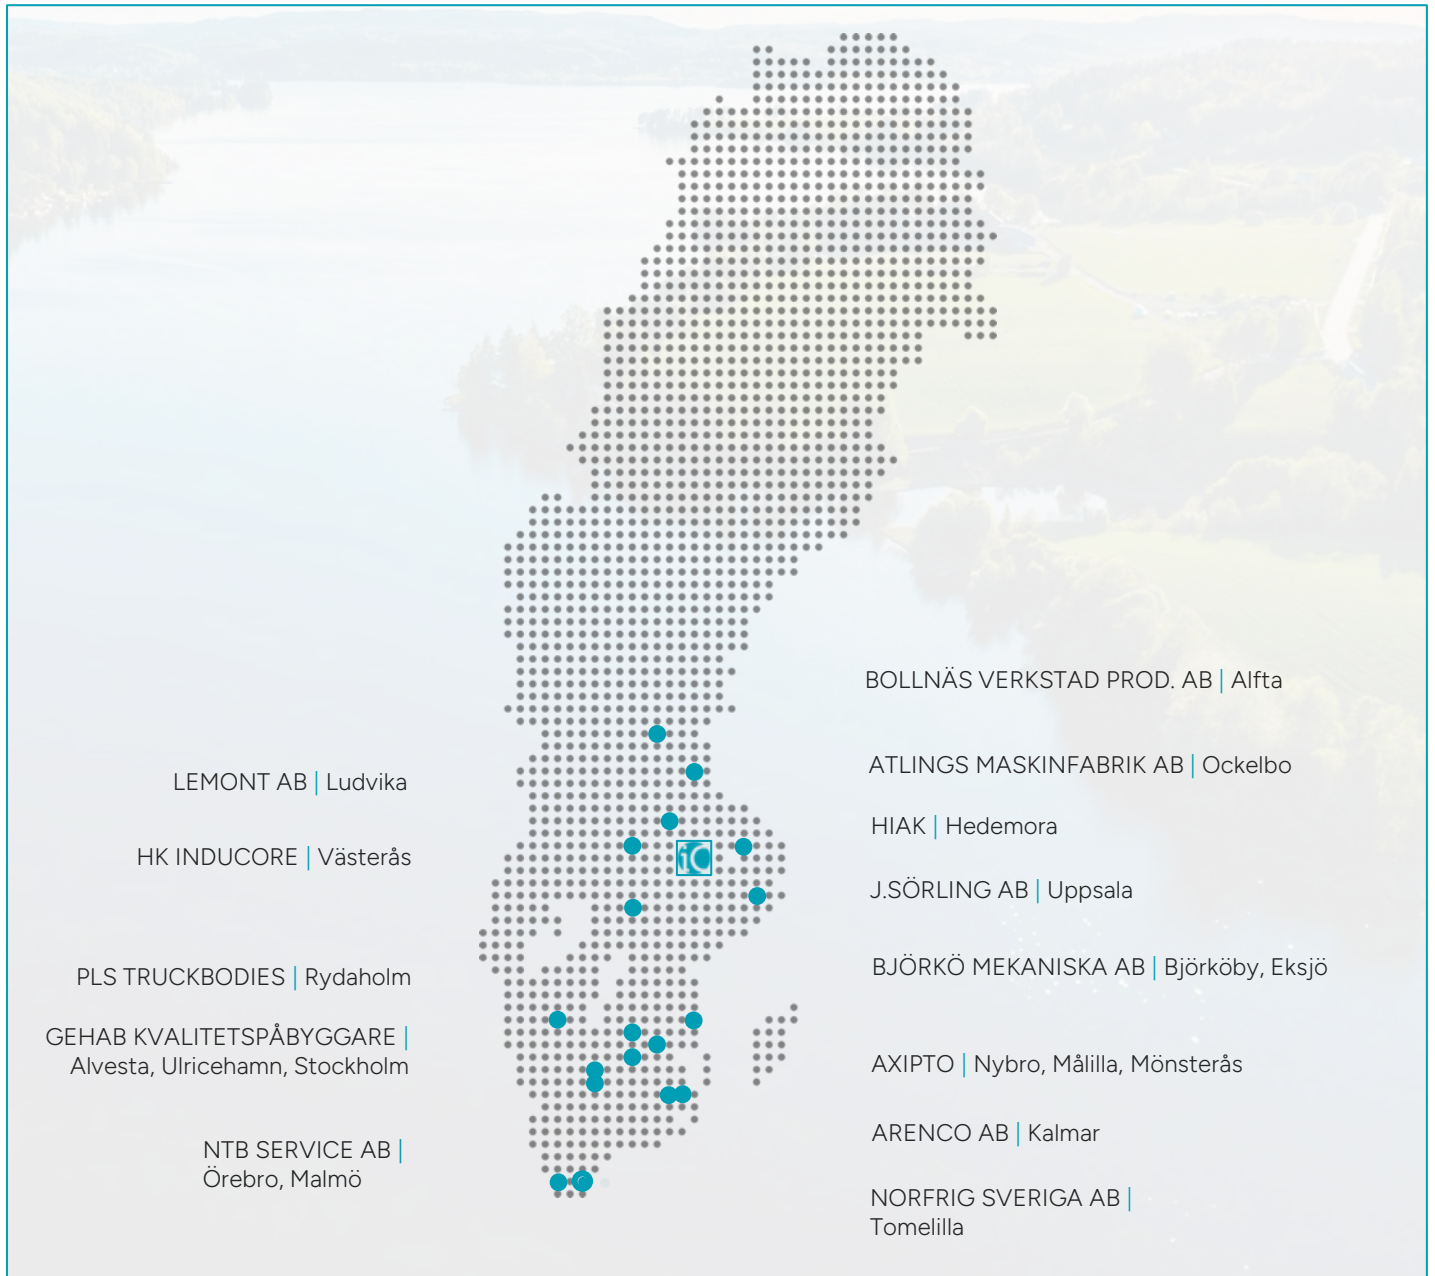 BOLLNÄS VERKSTAD PROD. AB | Alfta
ATLINGS MASKINFABRIK AB | Ockelbo
LEMONT AB | Ludvika
HIAK | Hedemora
HK INDUCORE | Västerås
iC
J.SÖRLING AB | Uppsala
BJÖRKÖ MEKANISKA AB | Björköby, Eksjö
PLS TRUCKBODIES | Rydaholm
GEHAB KVALITETSPÅBYGGARE |
Alvesta, Ulricehamn, Stockholm
AXIPTO | Nybro, Målilla, Mönsterås
ARENCO AB | Kalmar
NTB SERVICE AB |
Örebro, Malmö
NORFRIG SVERIGA AB |
Tomelilla